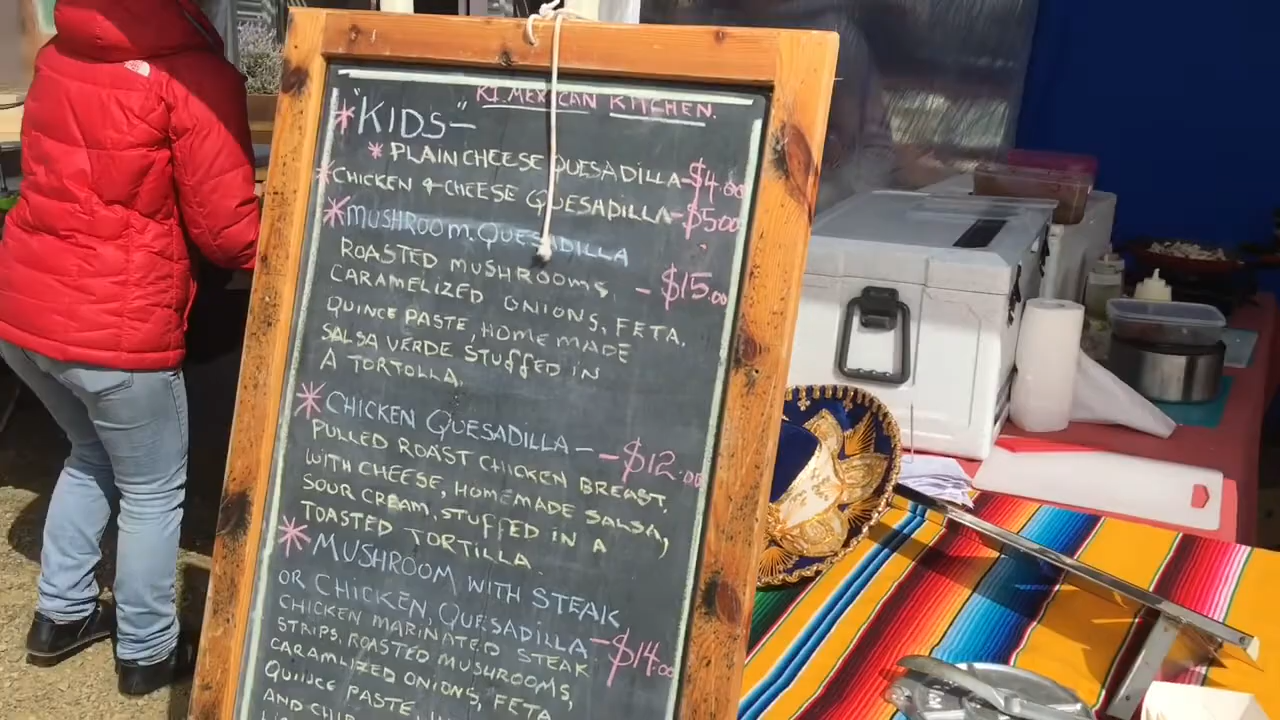 KI MEXICAN KITCHEN.
*"KIDS-"
* PLAIN CHEESE QUESADILLA-$4.00
*CHICKEN & CHEESE QUESADILLA-$5.00
*MUSHROOM. QUESADILLA
ROASTED MUSHROOMS, -$15.00
CARAMELIZED ONIONS, FETA,
QUINCE PASTE, HOMEMADE
SALSA VERDE STUFFED IN
A TORTOLLA.
*CHICKEN QUESADILLA - -$12.00
PULLED ROAST CHICKEN BREAST,
WITH CHEESE, HOMEMADE SALSA,
SOUR CREAM, STUFFED IN A
TOASTED TORTILLA
*MUSHROOM WITH STEAK
OR CHICKEN, QUESADILLA -$14.00
CHICKEN MARINATED STEAK
STRIPS, ROASTED MUSHROOMS,
CARAMLIZED ONIONS, FETA
QUINCE PASTE,
AND